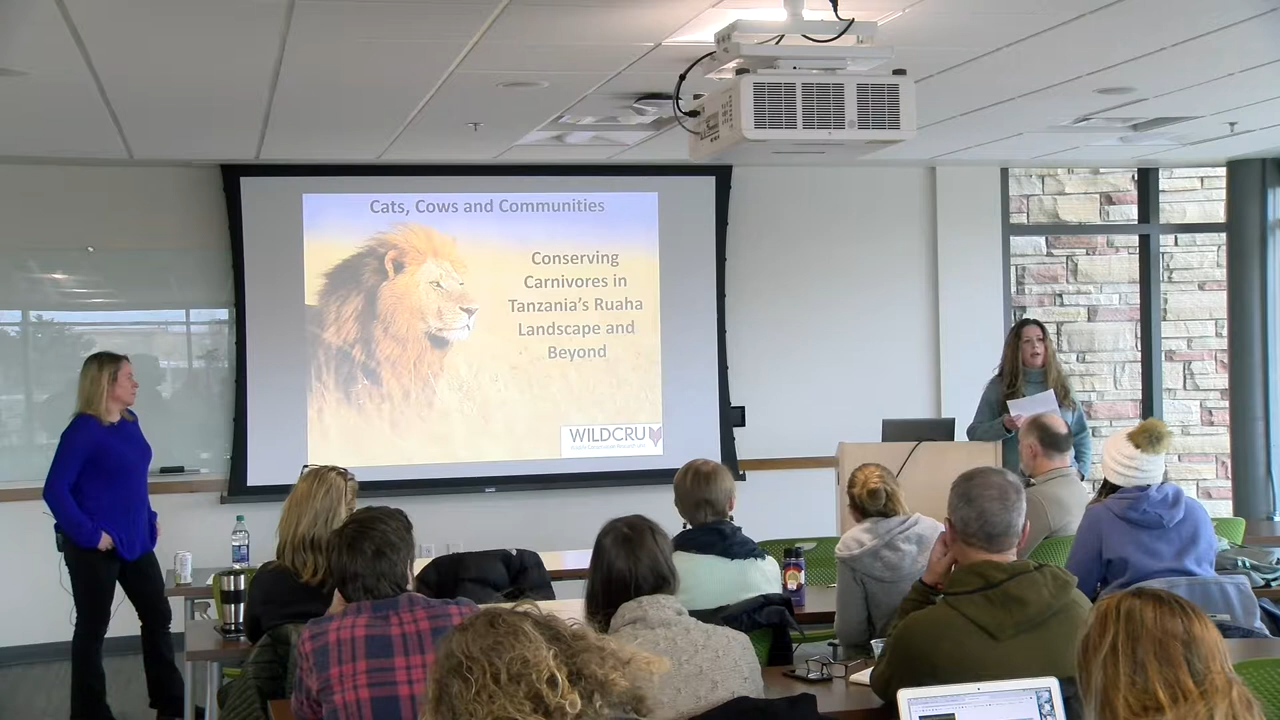 Cats, Cows and Communities
Conserving
Carnivores in
Tanzania's Ruaha
Landscape and
Beyond
WILDCRU